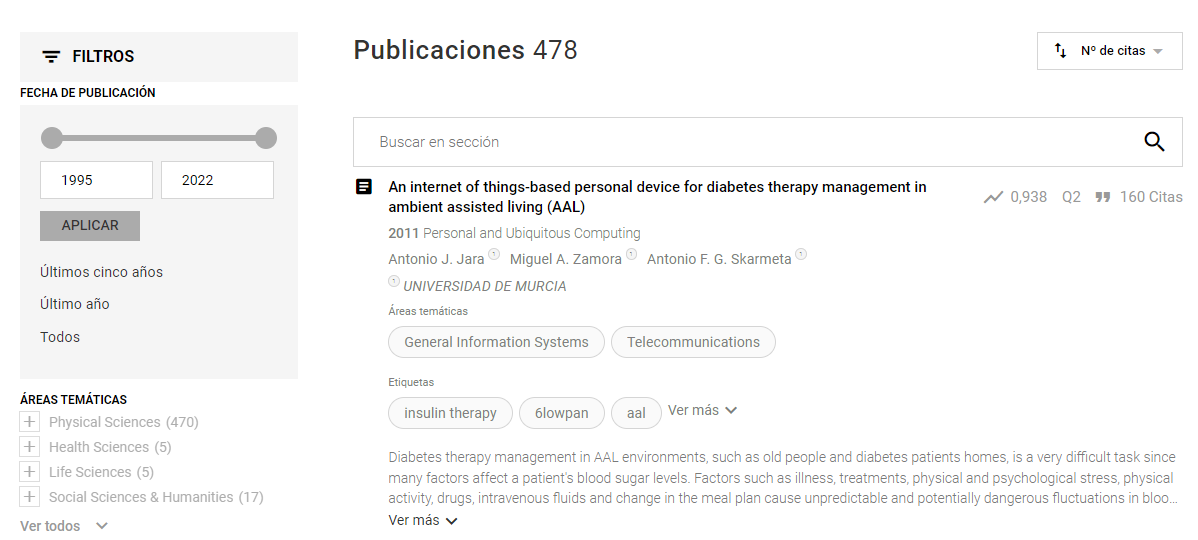 FILTROS
FECHA DE PUBLICACIÓN
1995
2022
APLICAR
Últimos cinco años
Último año
Todos
ÁREAS TEMÁTICAS
Physical Sciences (470)
Health Sciences (5)
Life Sciences (5)
Social Sciences & Humanities (17)
Ver todos
Publicaciones 478
Nº de citas
Buscar en sección
An internet of things-based personal device for diabetes therapy management in
ambient assisted living (AAL)
0,938 Q2 160 Citas
2011 Personal and Ubiquitous Computing
Antonio J. Jara 1 Miguel A. Zamora 1 Antonio F. G. Skarmeta 1
1 UNIVERSIDAD DE MURCIA
Áreas temáticas
General Information Systems
Telecommunications
Etiquetas
insulin therapy
6lowpan
aal
Ver más
Diabetes therapy management in AAL environments, such as old people and diabetes patients homes, is a very difficult task since
many factors affect a patient's blood sugar levels. Factors such as illness, treatments, physical and psychological stress, physical
activity, drugs, intravenous fluids and change in the meal plan cause unpredictable and potentially dangerous fluctuations in bloo...
Ver más